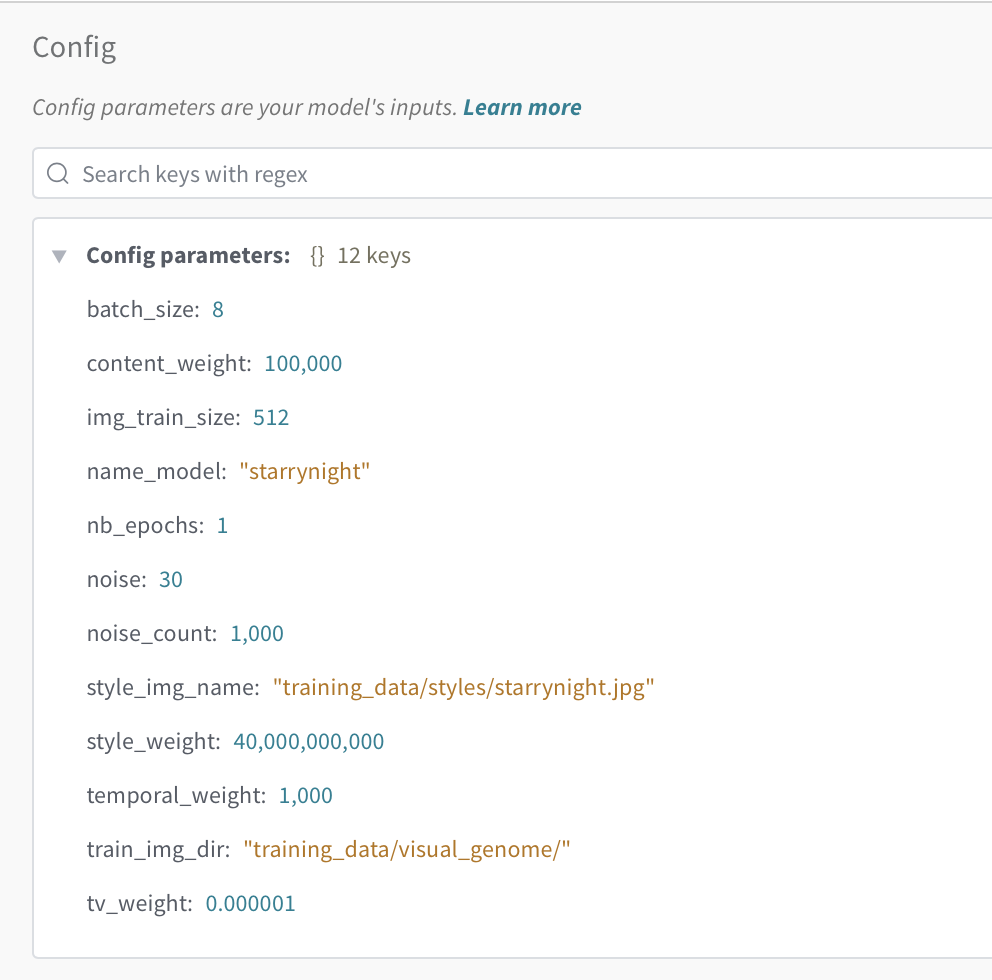 Config
Config parameters are your model's inputs. Learn more
Search keys with regex
Config parameters: {} 12 keys
batch_size: 8
content_weight: 100,000
img_train_size: 512
name_model: "starrynight"
nb_epochs: 1
noise: 30
noise_count: 1,000
style_img_name: "training_data/styles/starrynight.jpg"
style_weight: 40,000,000,000
temporal_weight: 1,000
train_img_dir: "training_data/visual_genome/"
tv_weight: 0.000001